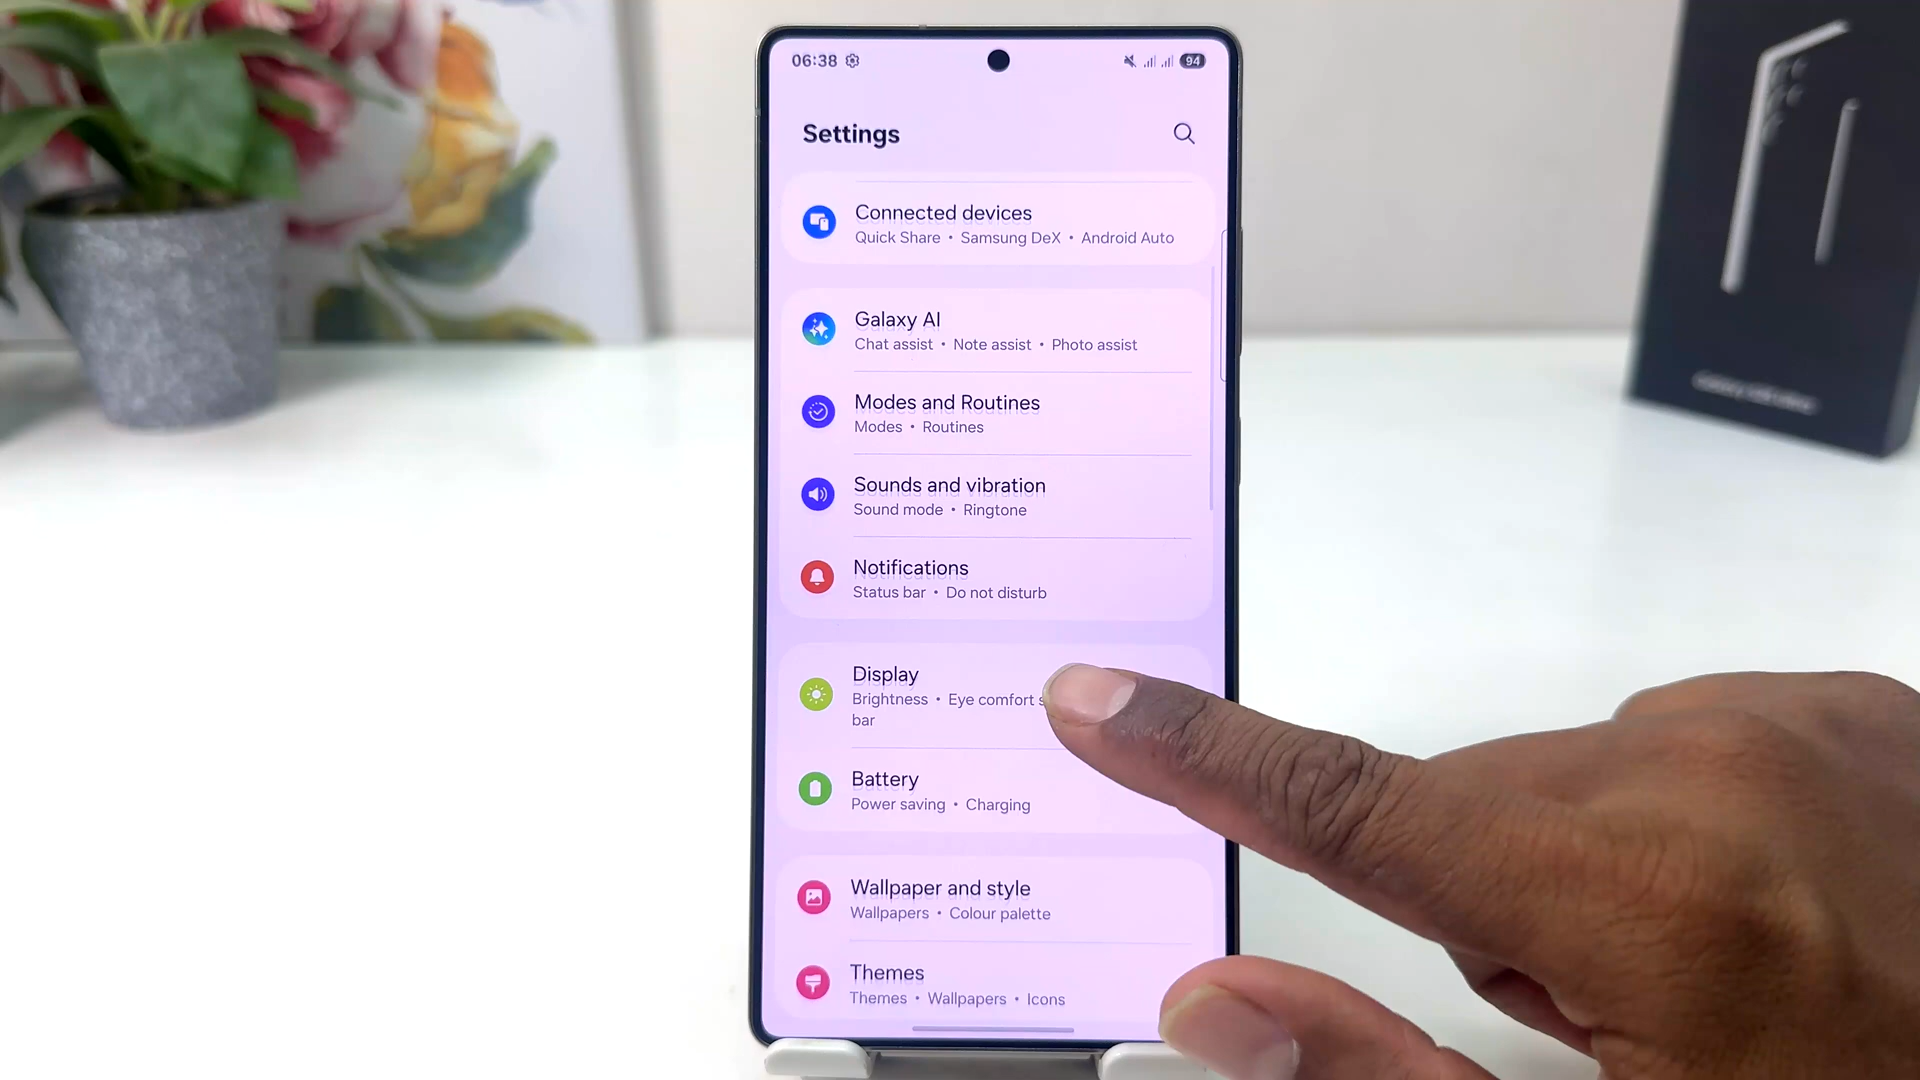 06:38
94
Settings
Connected devices
Quick Share • Samsung DeX • Android Auto
Galaxy AI
Chat assist • Note assist • Photo assist
Modes and Routines
Modes • Routines
Sounds and vibration
Sound mode • Ringtone
Notifications
Status bar • Do not disturb
Display
Brightness • Eye comfort
bar
Battery
Power saving • Charging
Wallpaper and style
Wallpapers • Colour palette
Themes
Themes • Wallpapers • Icons